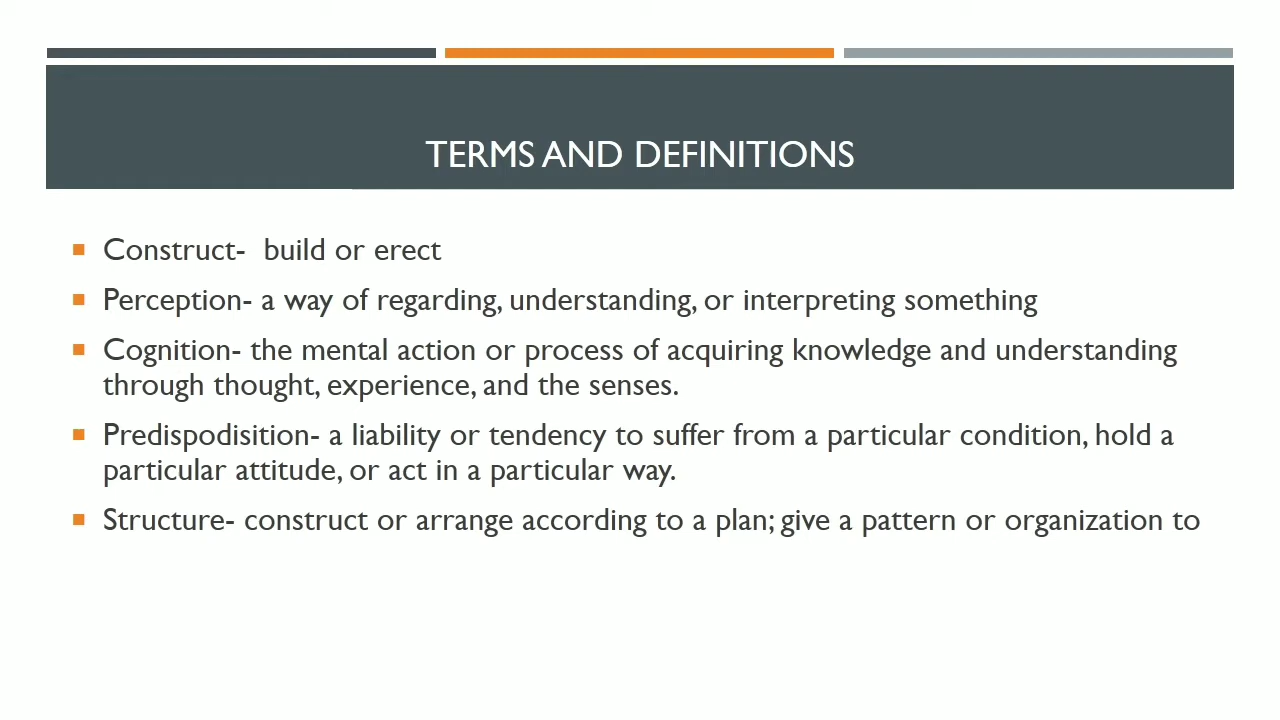 TERMS AND DEFINITIONS
Construct-  build or erect
Perception- a way of regarding, understanding, or interpreting something
Cognition- the mental action or process of acquiring knowledge and understanding
through thought, experience, and the senses.
Predispodisition- a liability or tendency to suffer from a particular condition, hold a
particular attitude, or act in a particular way.
Structure- construct or arrange according to a plan; give a pattern or organization to